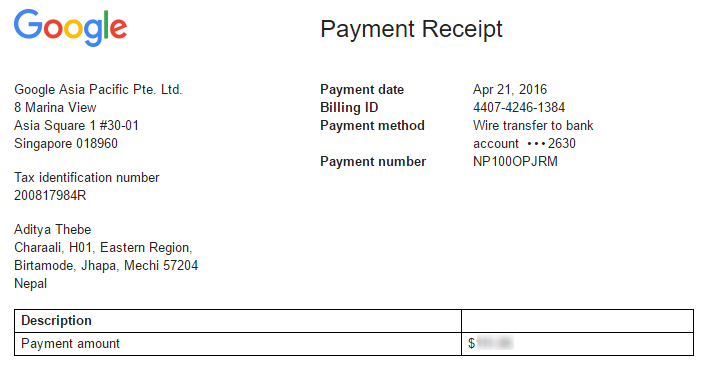 Google
Payment Receipt
Google Asia Pacific Pte. Ltd.
8 Marina View
Asia Square 1 #30-01
Singapore 018960
Tax identification number
200817984R
Aditya Thebe
Charaali, H01, Eastern Region,
Birtamode, Jhapa, Mechi 57204
Nepal
Payment date Apr 21, 2016
Billing ID 4407-4246-1384
Payment method Wire transfer to bank
account •••2630
Payment number NP100OPJRM
Description
Payment amount $